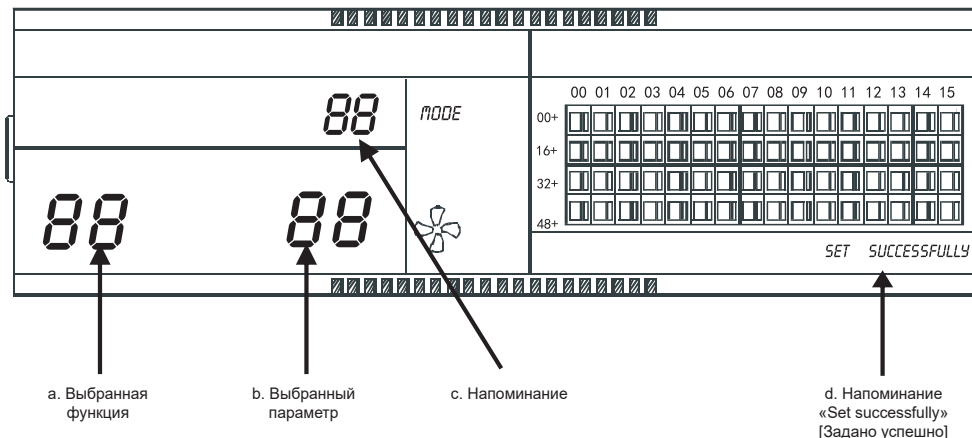 00 01 02 03 04 05 06 07 08 09 10 11 12 13 14 15
88 MODE
00+
16+
32+
48+
88 88
SET SUCCESSFULLY
a. Выбранная
функция
b. Выбранный
параметр
c. Напоминание
d. Напоминание
«Set successfully»
[Задано успешно]